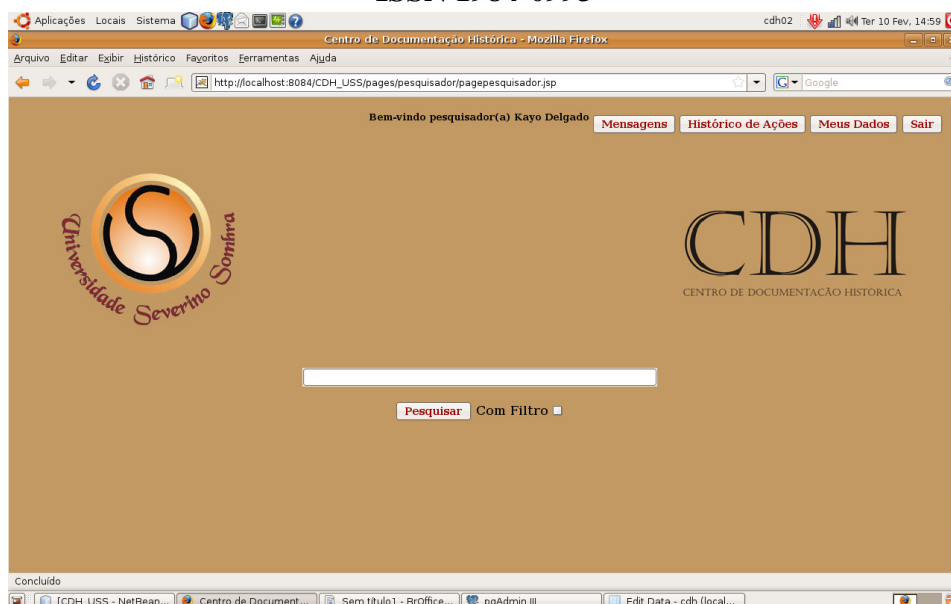 Aplicações Locais Sistema cdh02 Ter 10 Fev, 14:59
Centro de Documentação Histórica - Mozilla Firefox
Arquivo Editar Exibir Histórico Favoritos Ferramentas Ajuda
http://localhost:8084/CDH_USS/pages/pesquisador/pagepesquisador.jsp Google
Bem-vindo pesquisador(a) Kayo Delgado Mensagens Histórico de Ações Meus Dados Sair
Universidade Severino Sombra
CDH
CENTRO DE DOCUMENTACÃO HISTORICA
Pesquisar Com Filtro
Concluído
[CDH_USS - NetBean... Centro de Document... Sem título1 - BrOffice... pgAdmin III Edit Data - cdh (local...